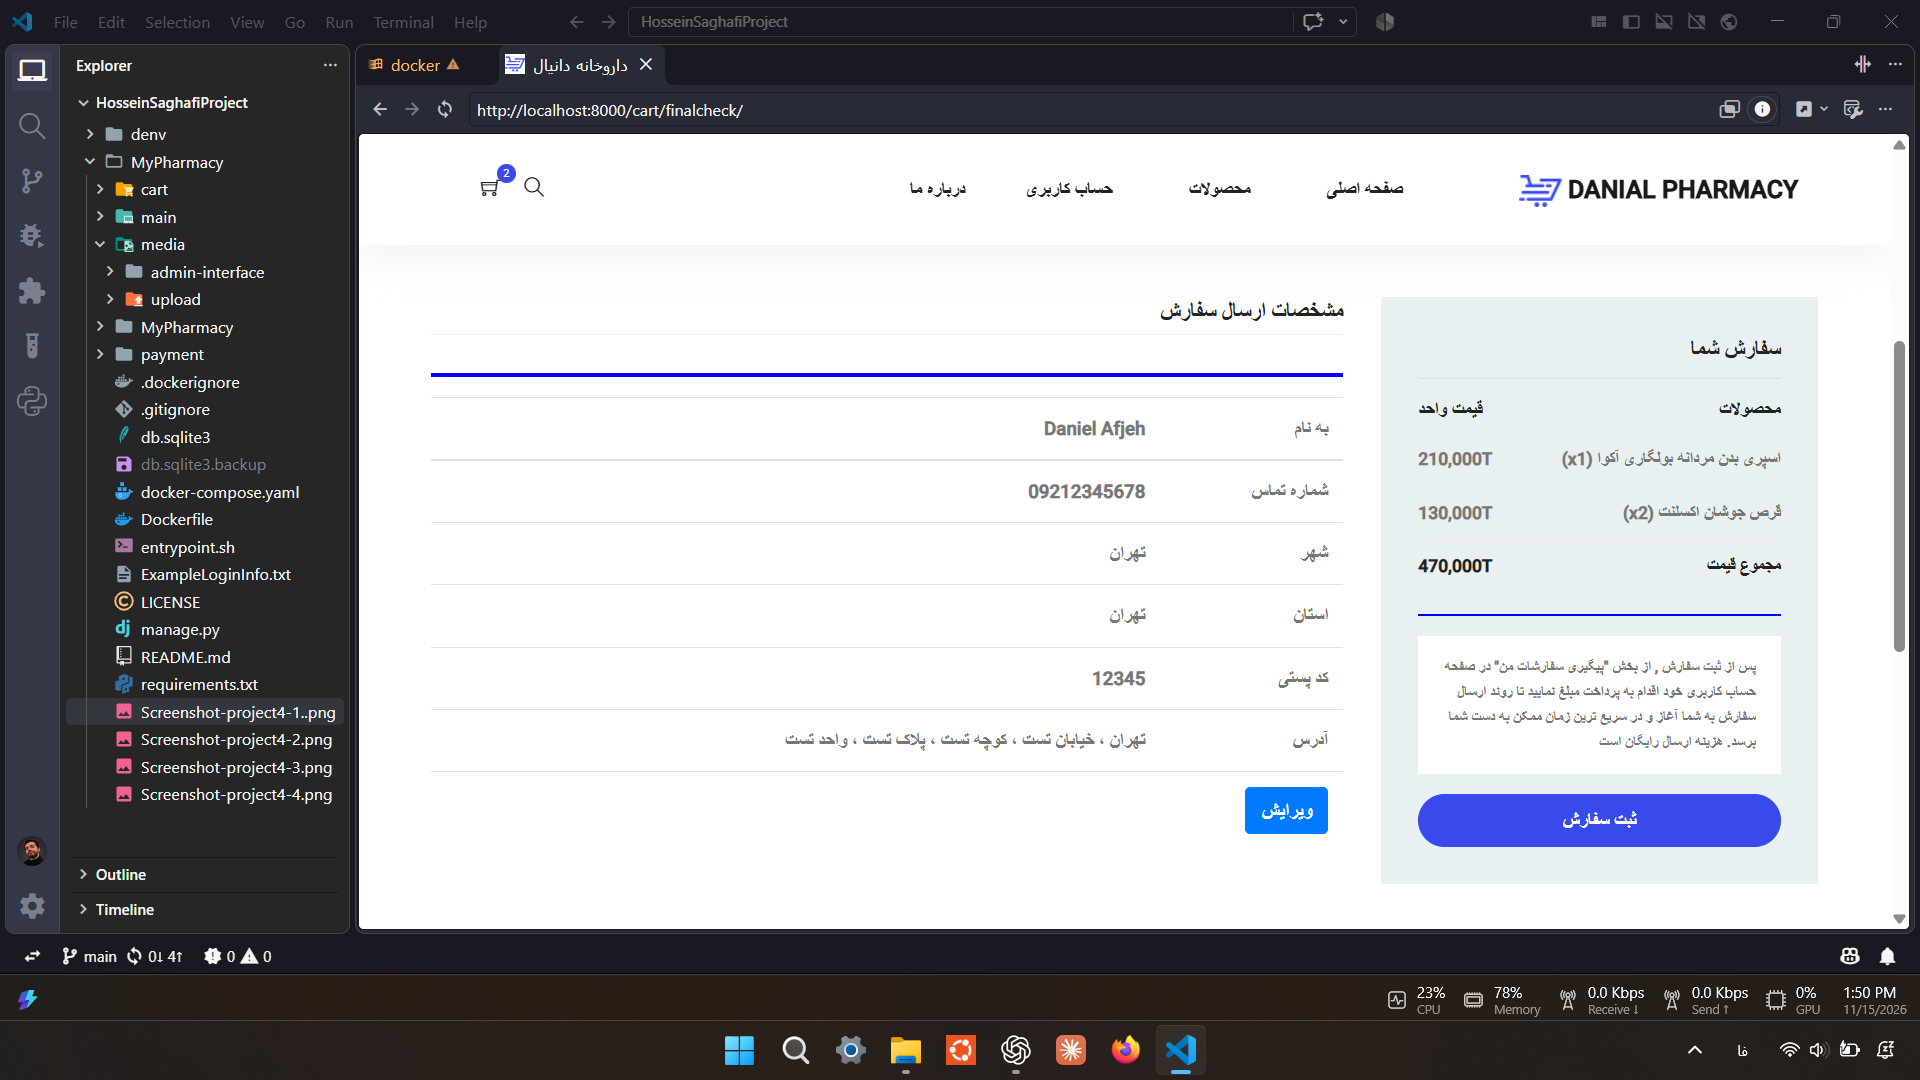 File Edit Selection View Go Run Terminal Help
HosseinSaghafiProject
Explorer
HosseinSaghafiProject
denv
MyPharmacy
cart
main
media
admin-interface
upload
MyPharmacy
payment
.dockerignore
.gitignore
db.sqlite3
db.sqlite3.backup
docker-compose.yaml
Dockerfile
entrypoint.sh
ExampleLoginInfo.txt
LICENSE
manage.py
README.md
requirements.txt
Screenshot-project4-1..png
Screenshot-project4-2.png
Screenshot-project4-3.png
Screenshot-project4-4.png
Outline
Timeline
docker
داروخانه دانیال
http://localhost:8000/cart/finalcheck/
DANIAL PHARMACY
صفحه اصلی
محصولات
حساب کاربری
درباره ما
2
سفارش شما
محصولات قیمت واحد
اسپری بدن مردانه بولگاری آکوا (x1) 210,000T
قرص جوشان اکسلنت (x2) 130,000T
مجموع قیمت 470,000T
پس از ثبت سفارش , از بخش "پیگیری سفارشات من" در صفحه
حساب کاربری خود اقدام به پرداخت مبلغ نمایید تا روند ارسال
سفارش به شما آغاز و در سریع ترین زمان ممکن به دست شما
برسد. هزینه ارسال رایگان است
ثبت سفارش
مشخصات ارسال سفارش
به نام Daniel Afjeh
شماره تماس 09212345678
شهر تهران
استان تهران
کد پستی 12345
آدرس تهران ، خیابان تست ، کوچه تست ، پلاک تست ، واحد تست
ویرایش
main 0↓ 4↑ 0 0
23% CPU
78% Memory
0.0 Kbps Receive ↓
0.0 Kbps Send ↑
0% GPU
1:50 PM
11/15/2026
فا